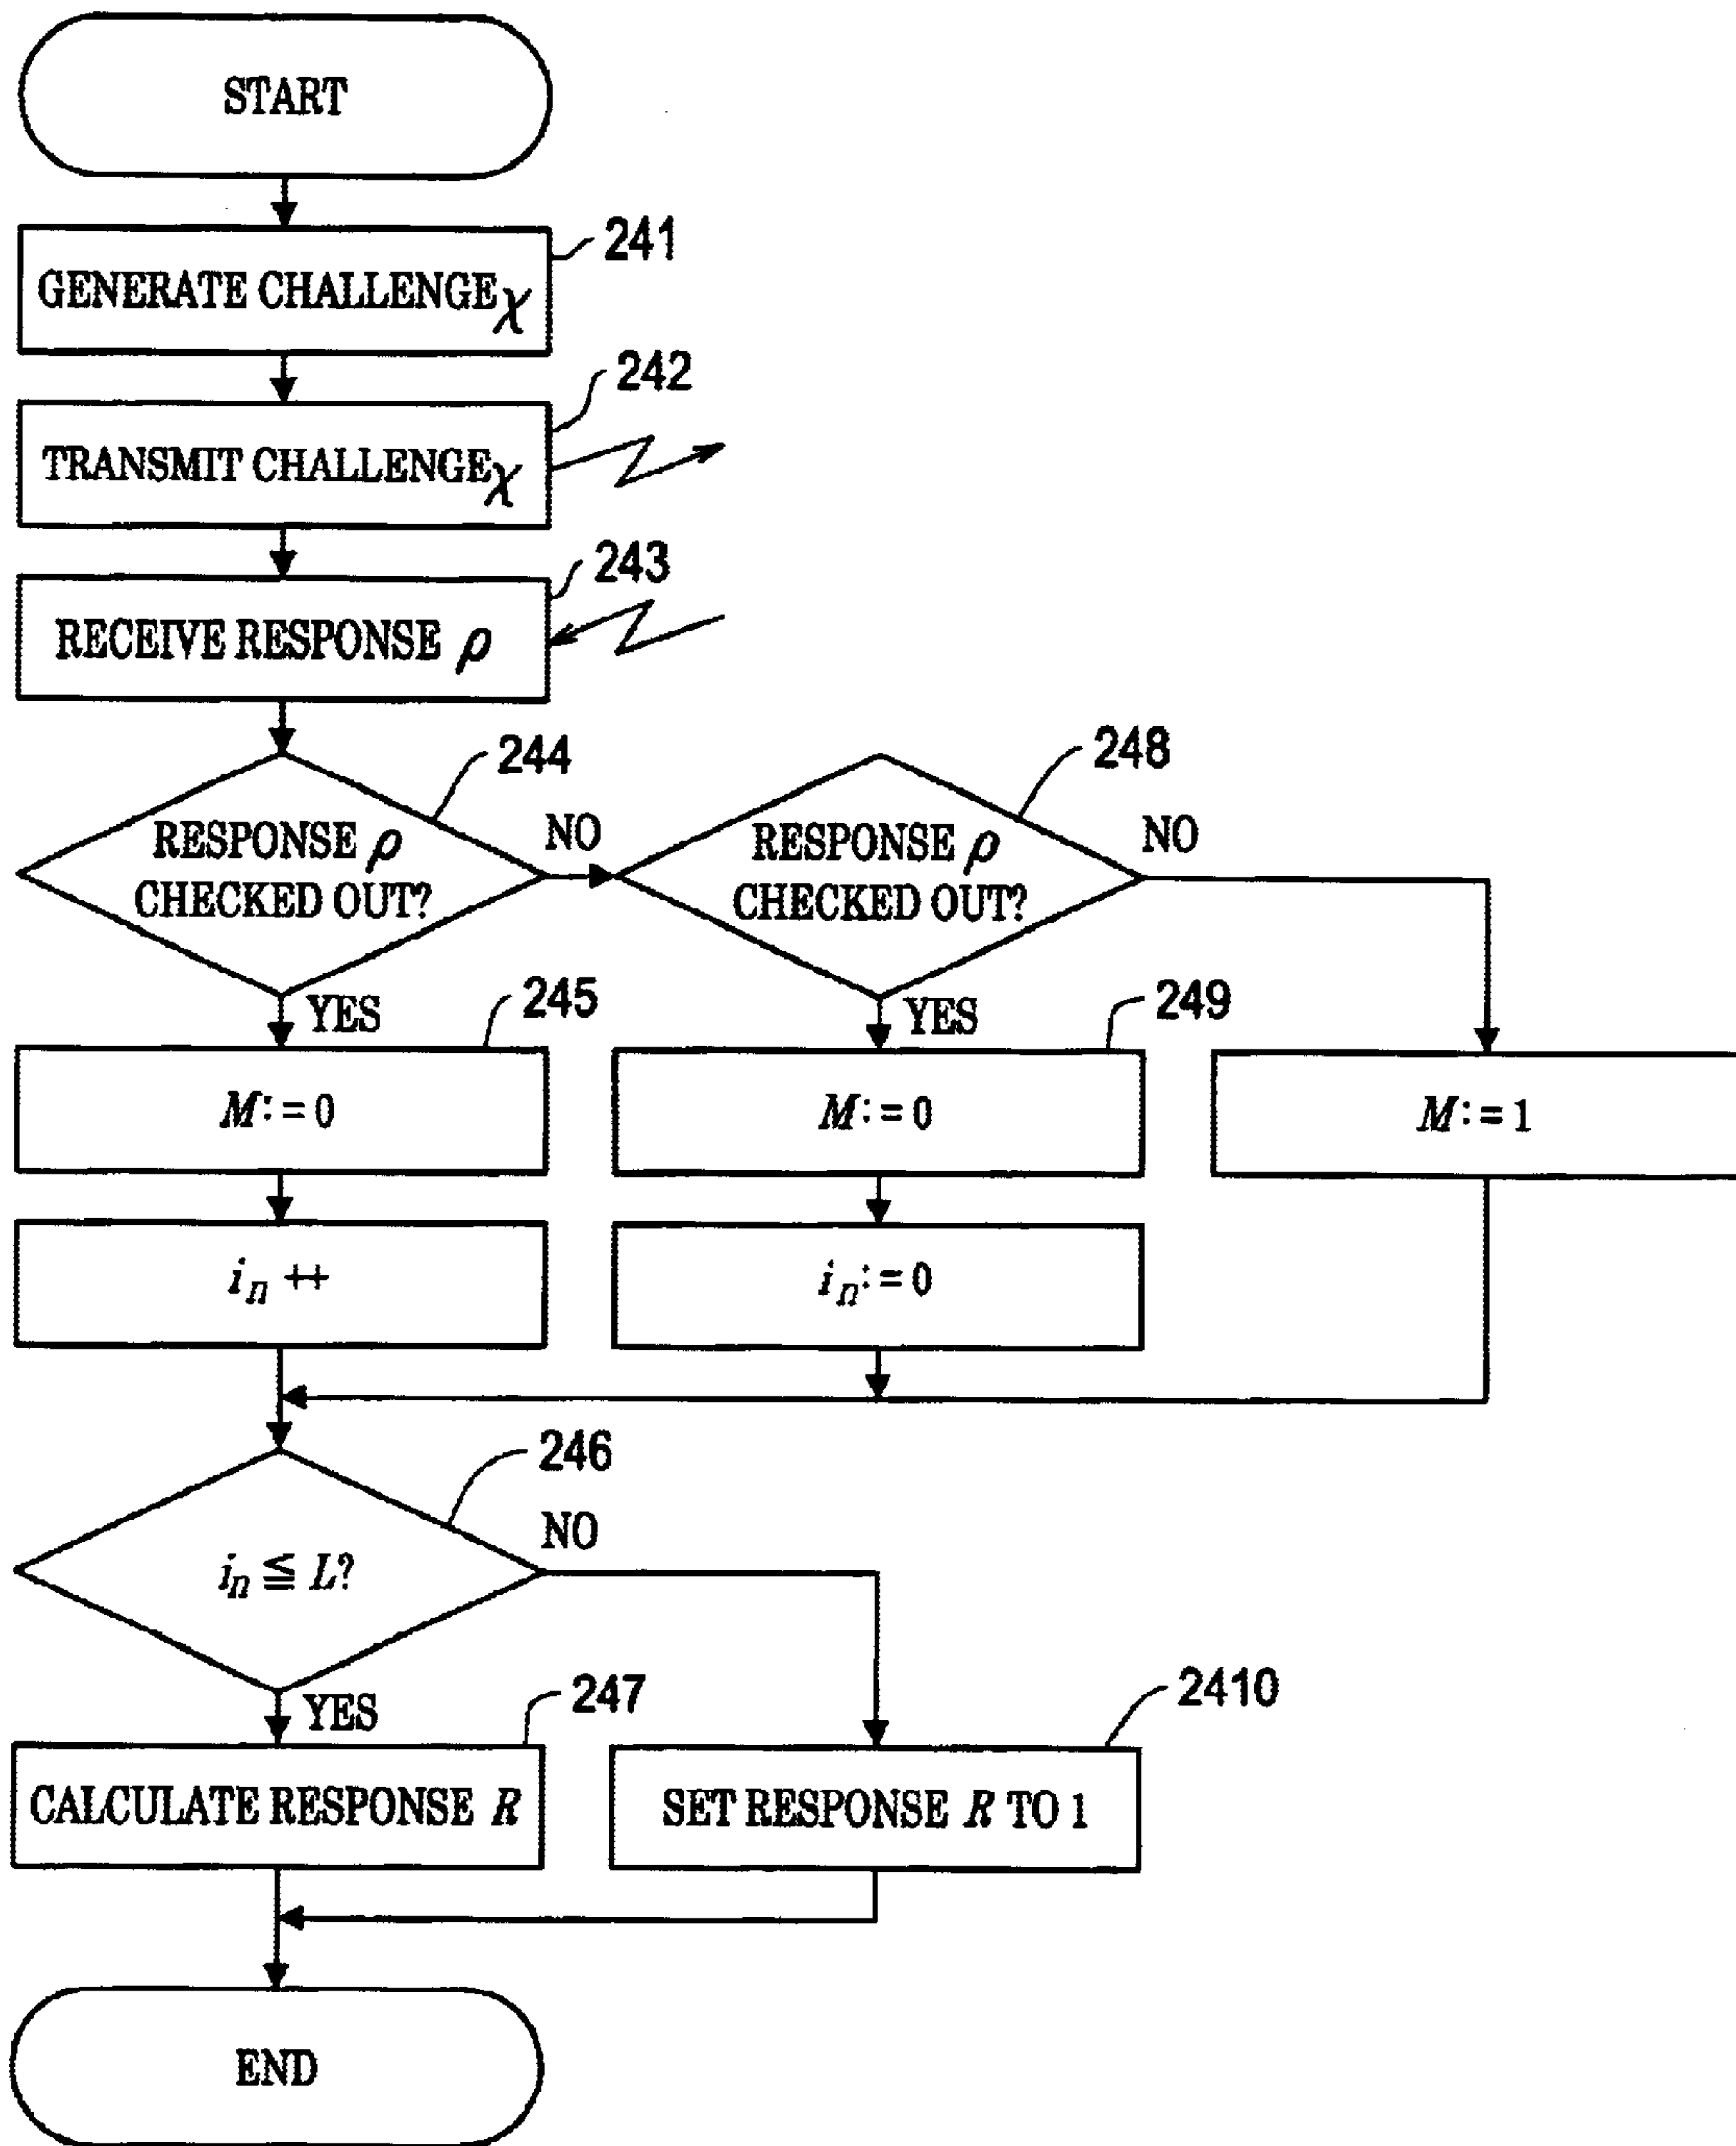 START
241
GENERATE CHALLENGE χ
242
TRANSMIT CHALLENGE χ
243
RECEIVE RESPONSE ρ
244
RESPONSE ρ
CHECKED OUT?
NO
248
RESPONSE ρ
CHECKED OUT?
NO
YES
245
YES
249
M:=0
M:=0
M:=1
i_n ++
i_n:=0
246
i_n ≦ L?
NO
YES
247
2410
CALCULATE RESPONSE R
SET RESPONSE R TO 1
END